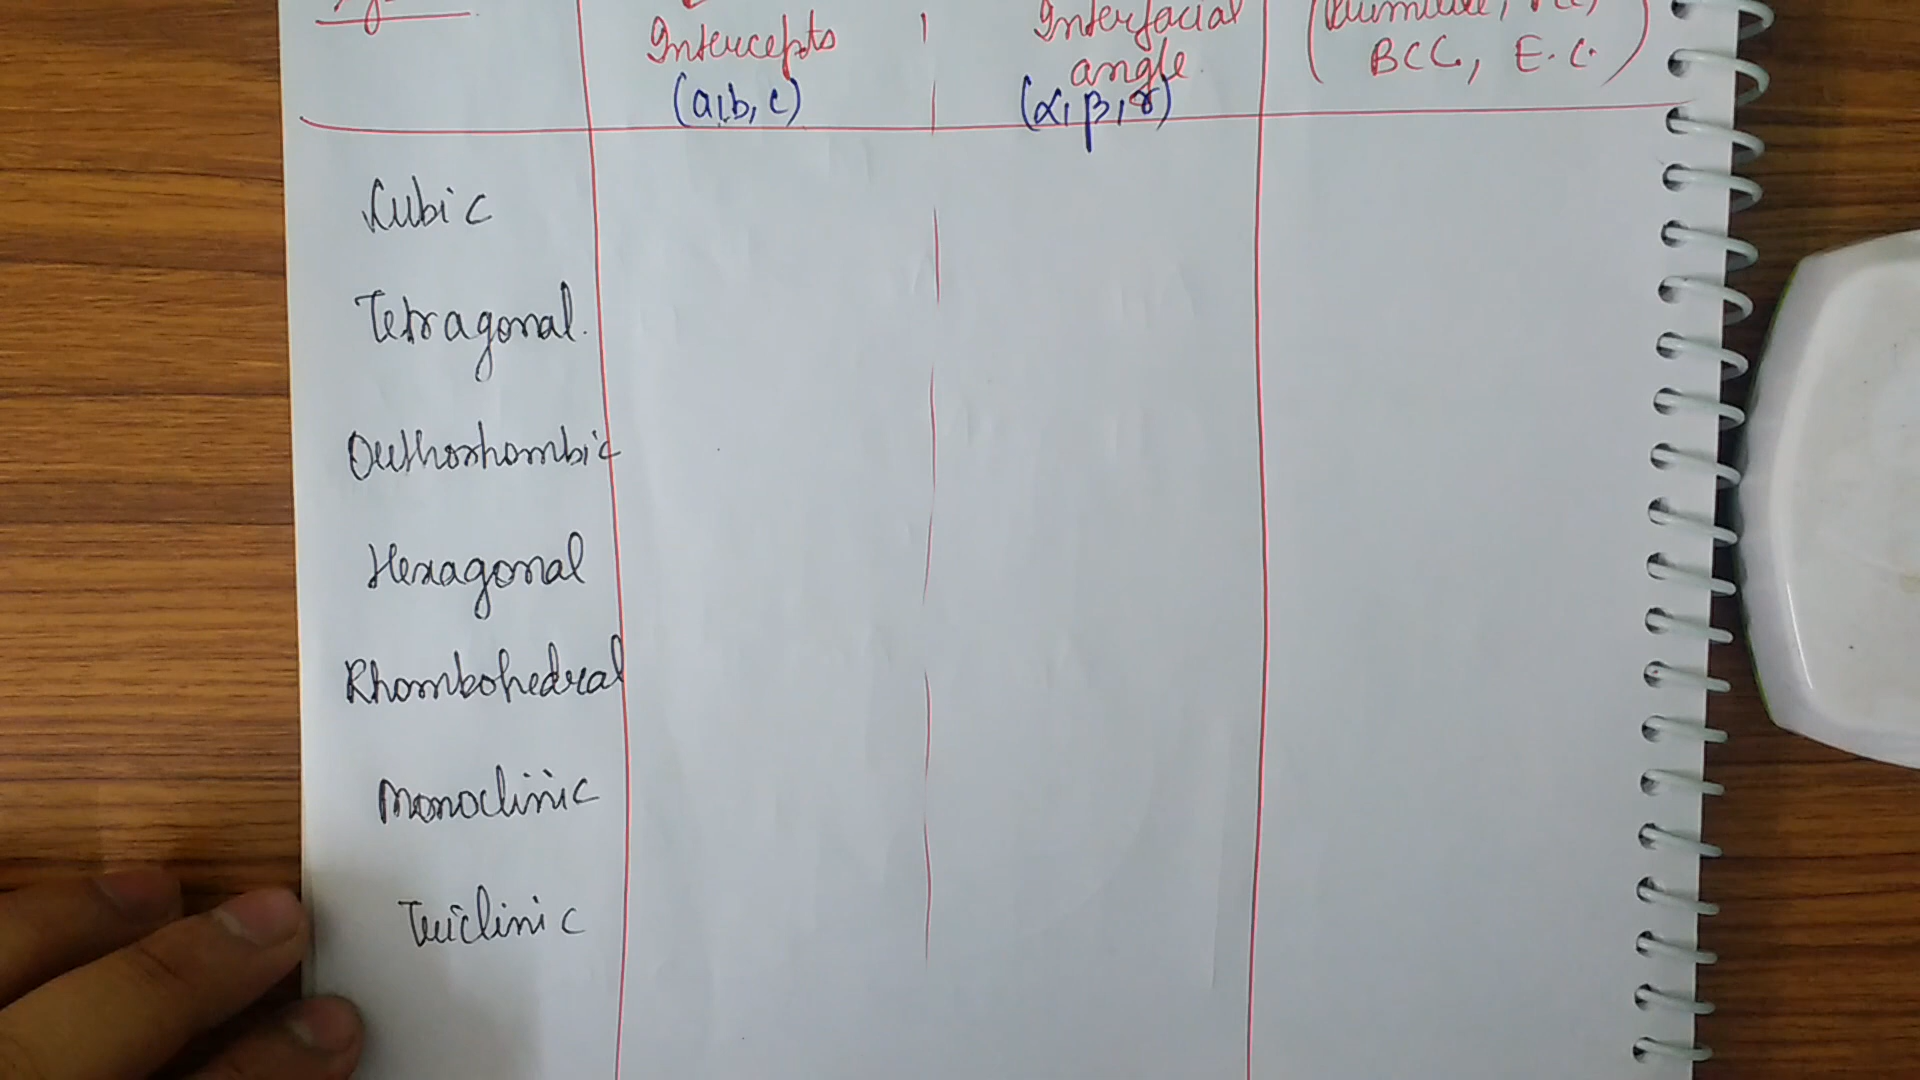 Intercepts
(a,b,c)
Interfacial
angle
(α,β,γ)
BCC, E.C.
Cubic
Tetragonal.
Orthorhombic
Hexagonal
Rhombohedral
Monoclinic
Triclinic